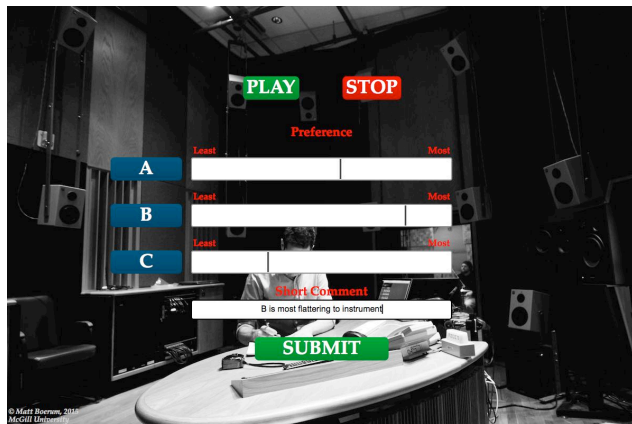 PLAY STOP
Preference
Least Most
A
Least Most
B
Least Most
C
Short Comment
B is most flattering to instrument
SUBMIT
© Matt Boerum, 2015
McGill University